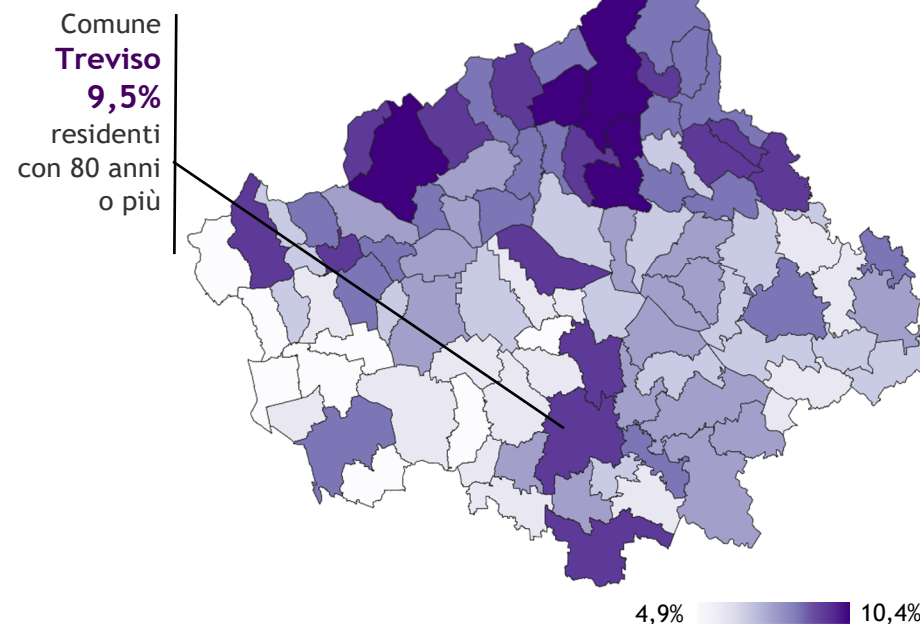 Comune
Treviso
9,5%
residenti
con 80 anni
o più
4,9% 10,4%